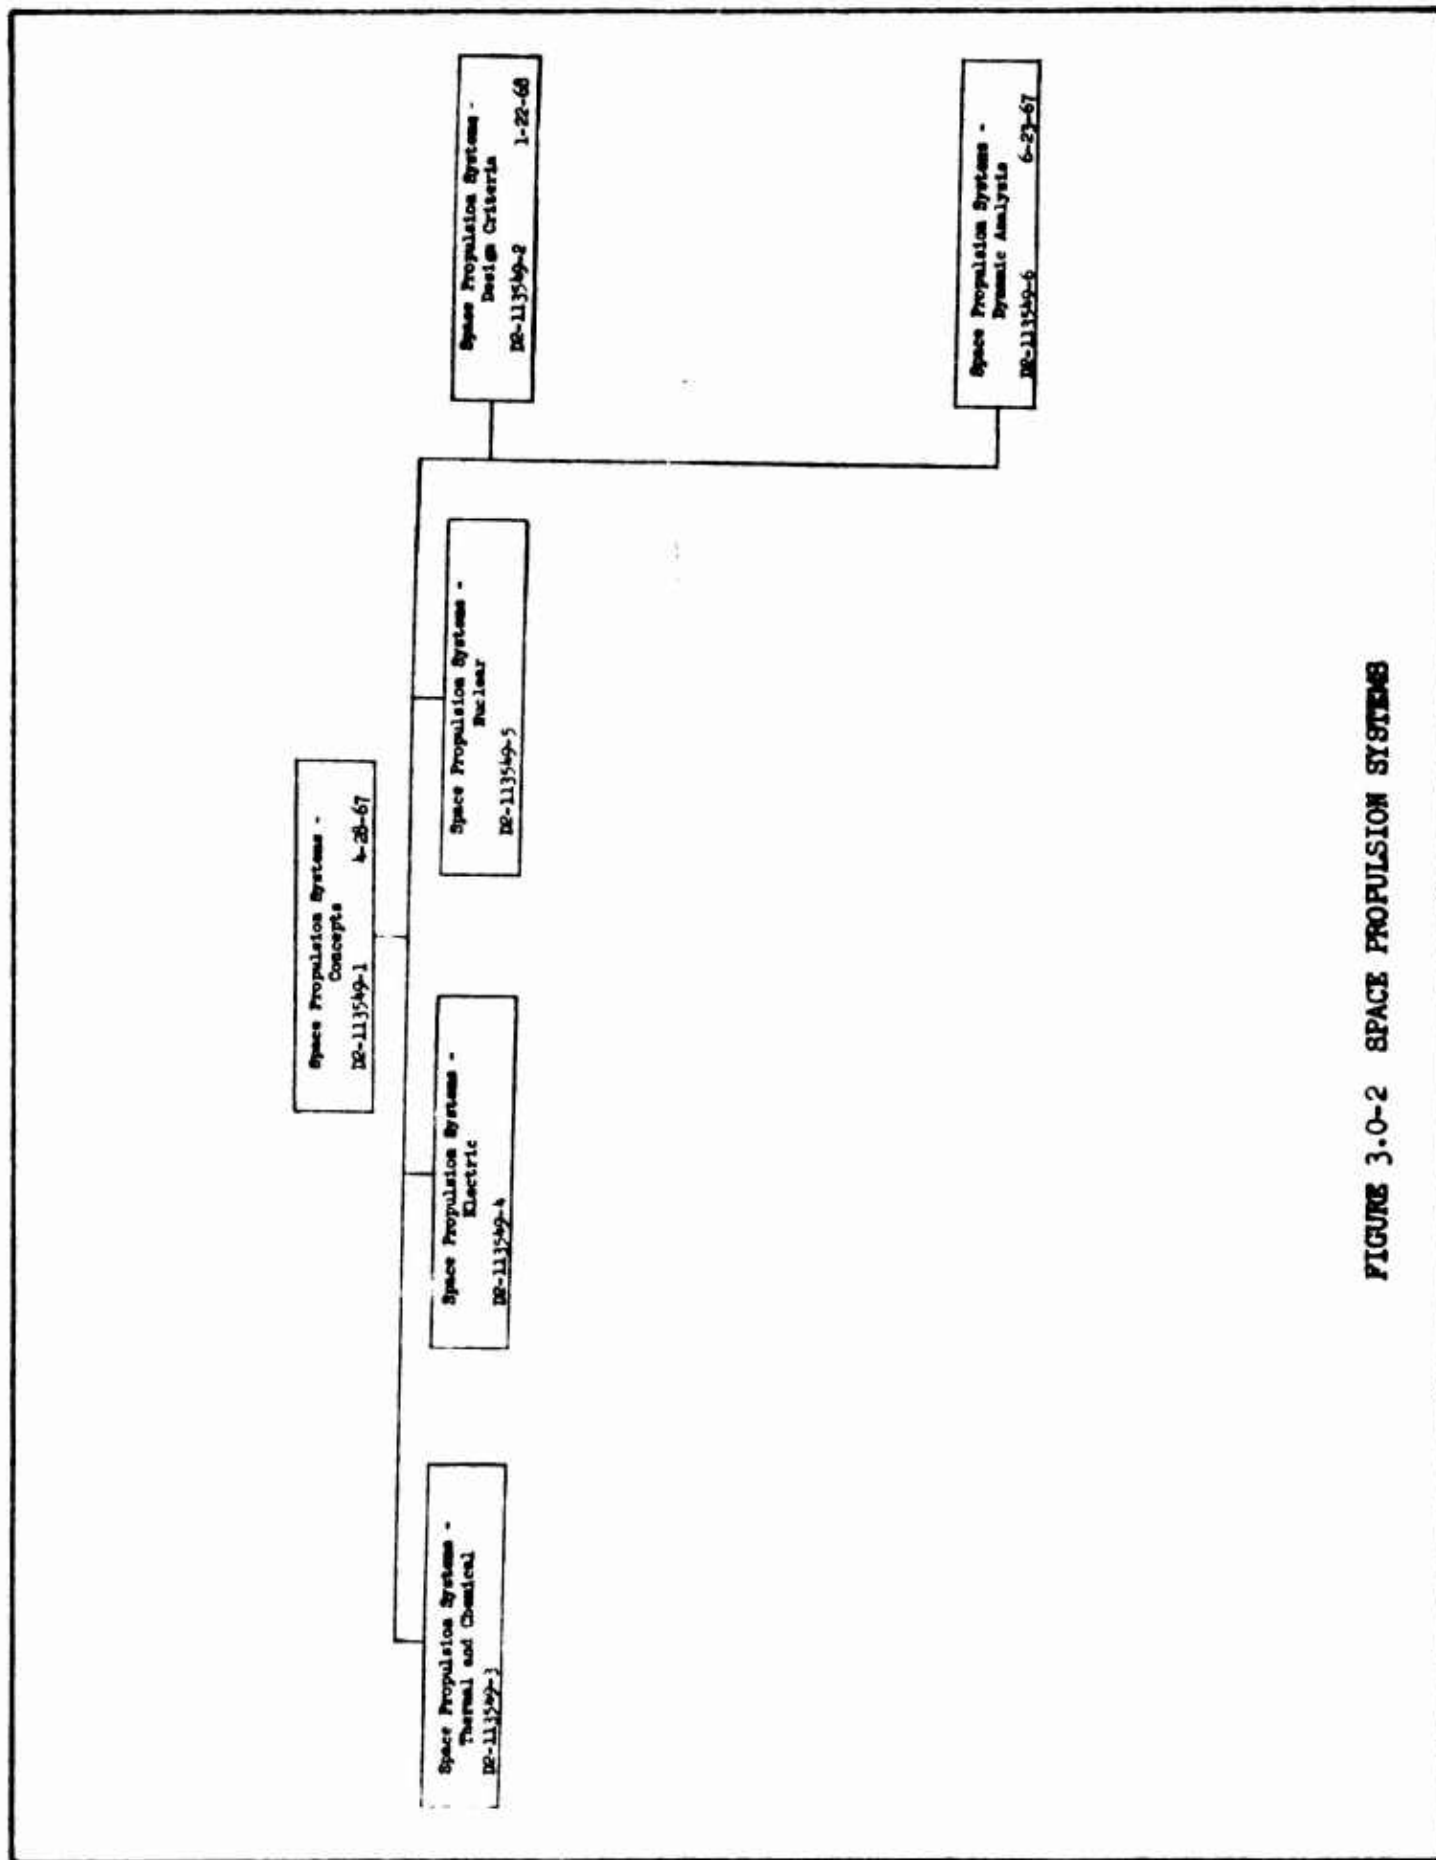 Space Propulsion Systems -
Concepts
D2-113549-1 4-28-67
Space Propulsion Systems -
Thermal and Chemical
D2-113549-3
Space Propulsion Systems -
Electric
D2-113549-4
Space Propulsion Systems -
Nuclear
D2-113549-5
Space Propulsion Systems -
Design Criteria
D2-113549-2 1-22-68
Space Propulsion Systems -
Dynamic Analysis
D2-113549-6 6-23-67
FIGURE 3.0-2 SPACE PROPULSION SYSTEMS